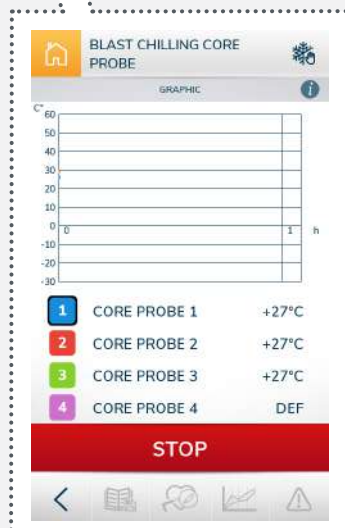 BLAST CHILLING CORE
PROBE
GRAPHIC
i
C°
60
50
40
30
20
10
0
-10
-20
-30
0
1
h
1 CORE PROBE 1 +27°C
2 CORE PROBE 2 +27°C
3 CORE PROBE 3 +27°C
4 CORE PROBE 4 DEF
STOP